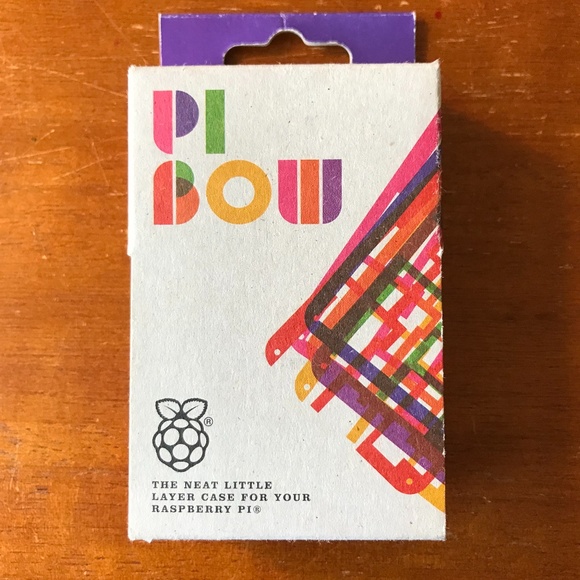 PI
BOW
®
THE NEAT LITTLE
LAYER CASE FOR YOUR
RASPBERRY PI®